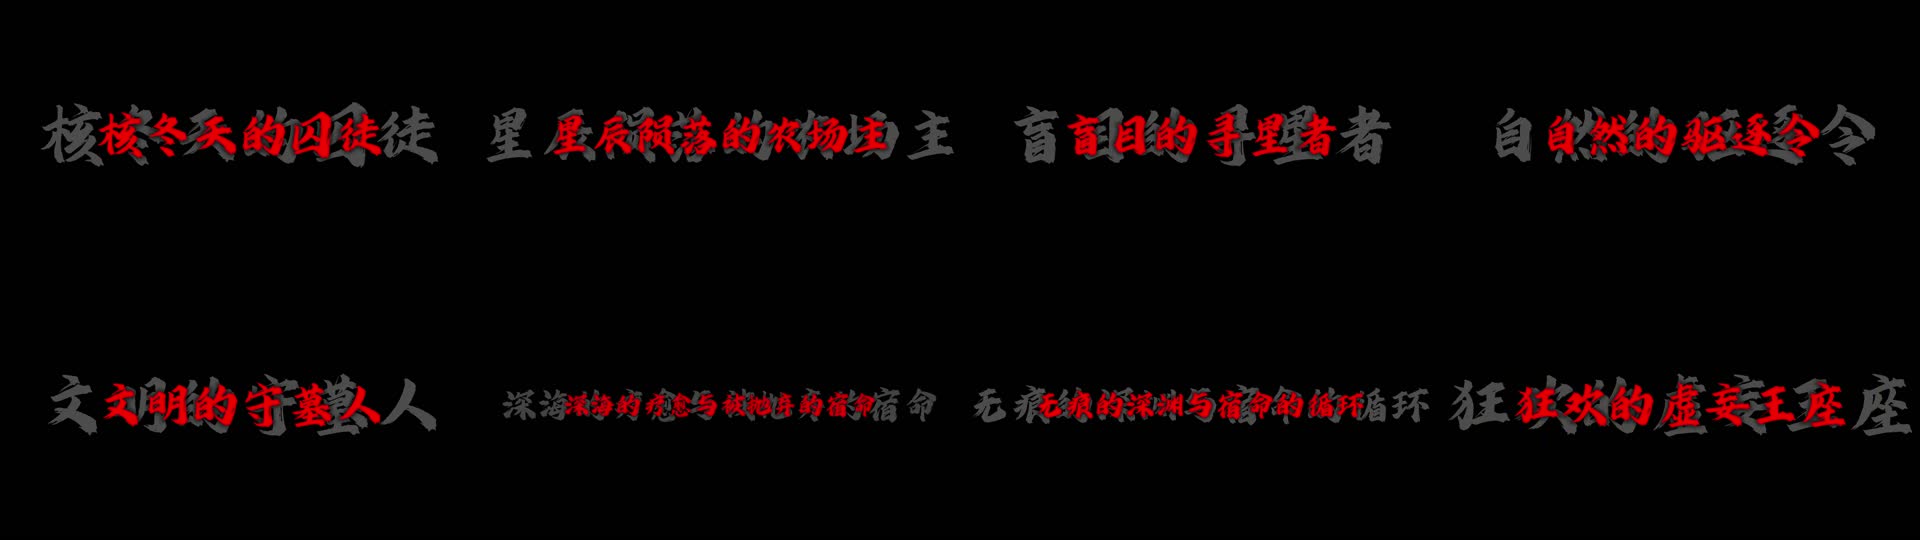 核冬天的囚徒
星辰陨落的农场主
盲目的寻里者
自然的驱逐令
文明的守墓人
深海的痊愈与被抛弃的宿命
无痕的深渊与宿命的循环
狂欢的虚妄王座